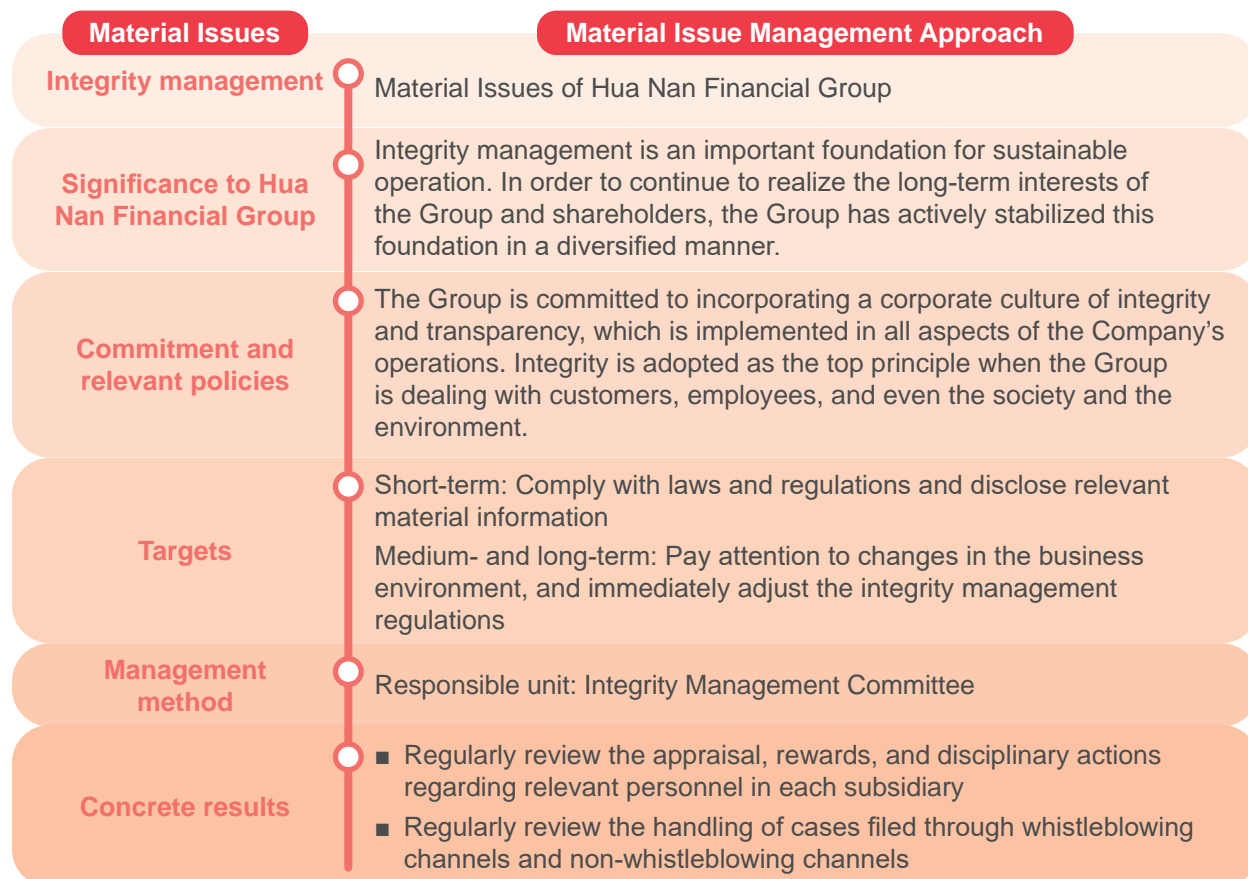 Material Issues
Material Issue Management Approach
Integrity management
Material Issues of Hua Nan Financial Group
Significance to Hua
Nan Financial Group
Integrity management is an important foundation for sustainable
operation. In order to continue to realize the long-term interests of
the Group and shareholders, the Group has actively stabilized this
foundation in a diversified manner.
Commitment and
relevant policies
The Group is committed to incorporating a corporate culture of integrity
and transparency, which is implemented in all aspects of the Company’s
operations. Integrity is adopted as the top principle when the Group
is dealing with customers, employees, and even the society and the
environment.
Targets
Short-term: Comply with laws and regulations and disclose relevant
material information
Medium- and long-term: Pay attention to changes in the business
environment, and immediately adjust the integrity management
regulations
Management
method
Responsible unit: Integrity Management Committee
Concrete results
■ Regularly review the appraisal, rewards, and disciplinary actions
regarding relevant personnel in each subsidiary
■ Regularly review the handling of cases filed through whistleblowing
channels and non-whistleblowing channels